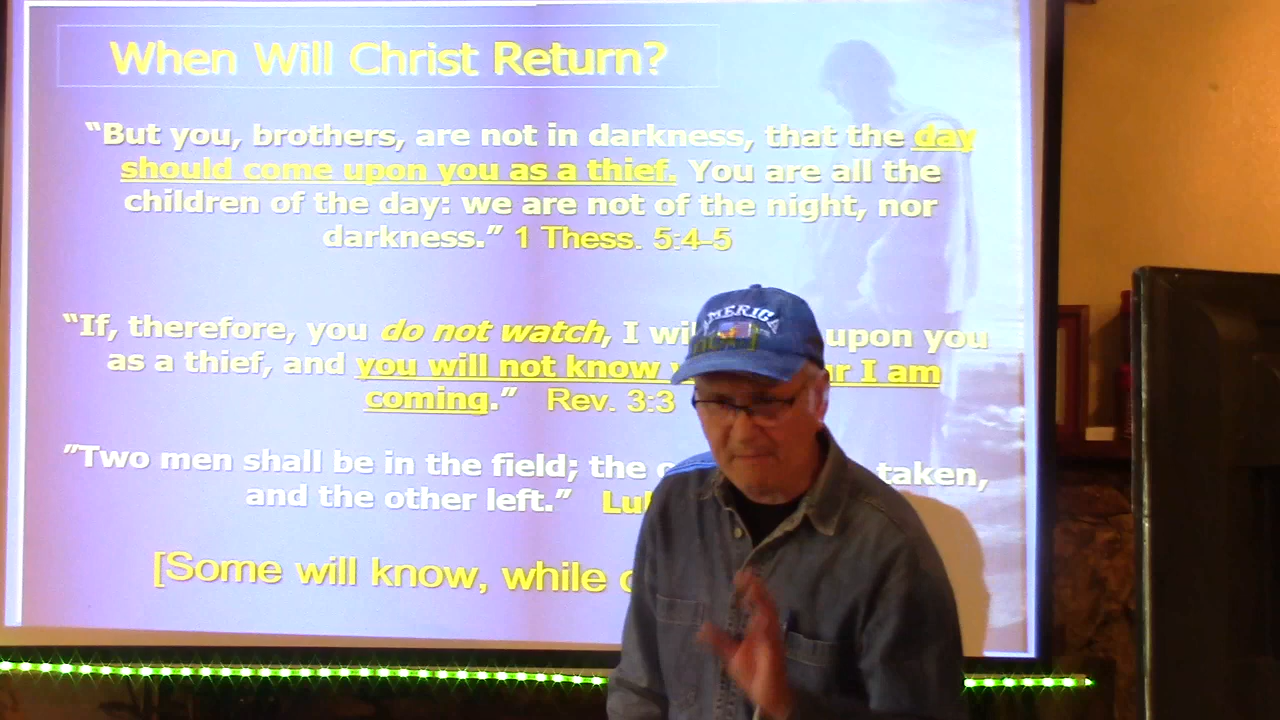 When Will Christ Return?
“But you, brothers, are not in darkness, that the day
should come upon you as a thief. You are all the
children of the day: we are not of the night, nor
darkness.” 1 Thess. 5:4-5
“If, therefore, you do not watch, I upon you
as a thief, and you will not know I am
coming.” Rev. 3:3
”Two men shall be in the field; the taken,
and the other left.”
[Some will know, while
AMERICA